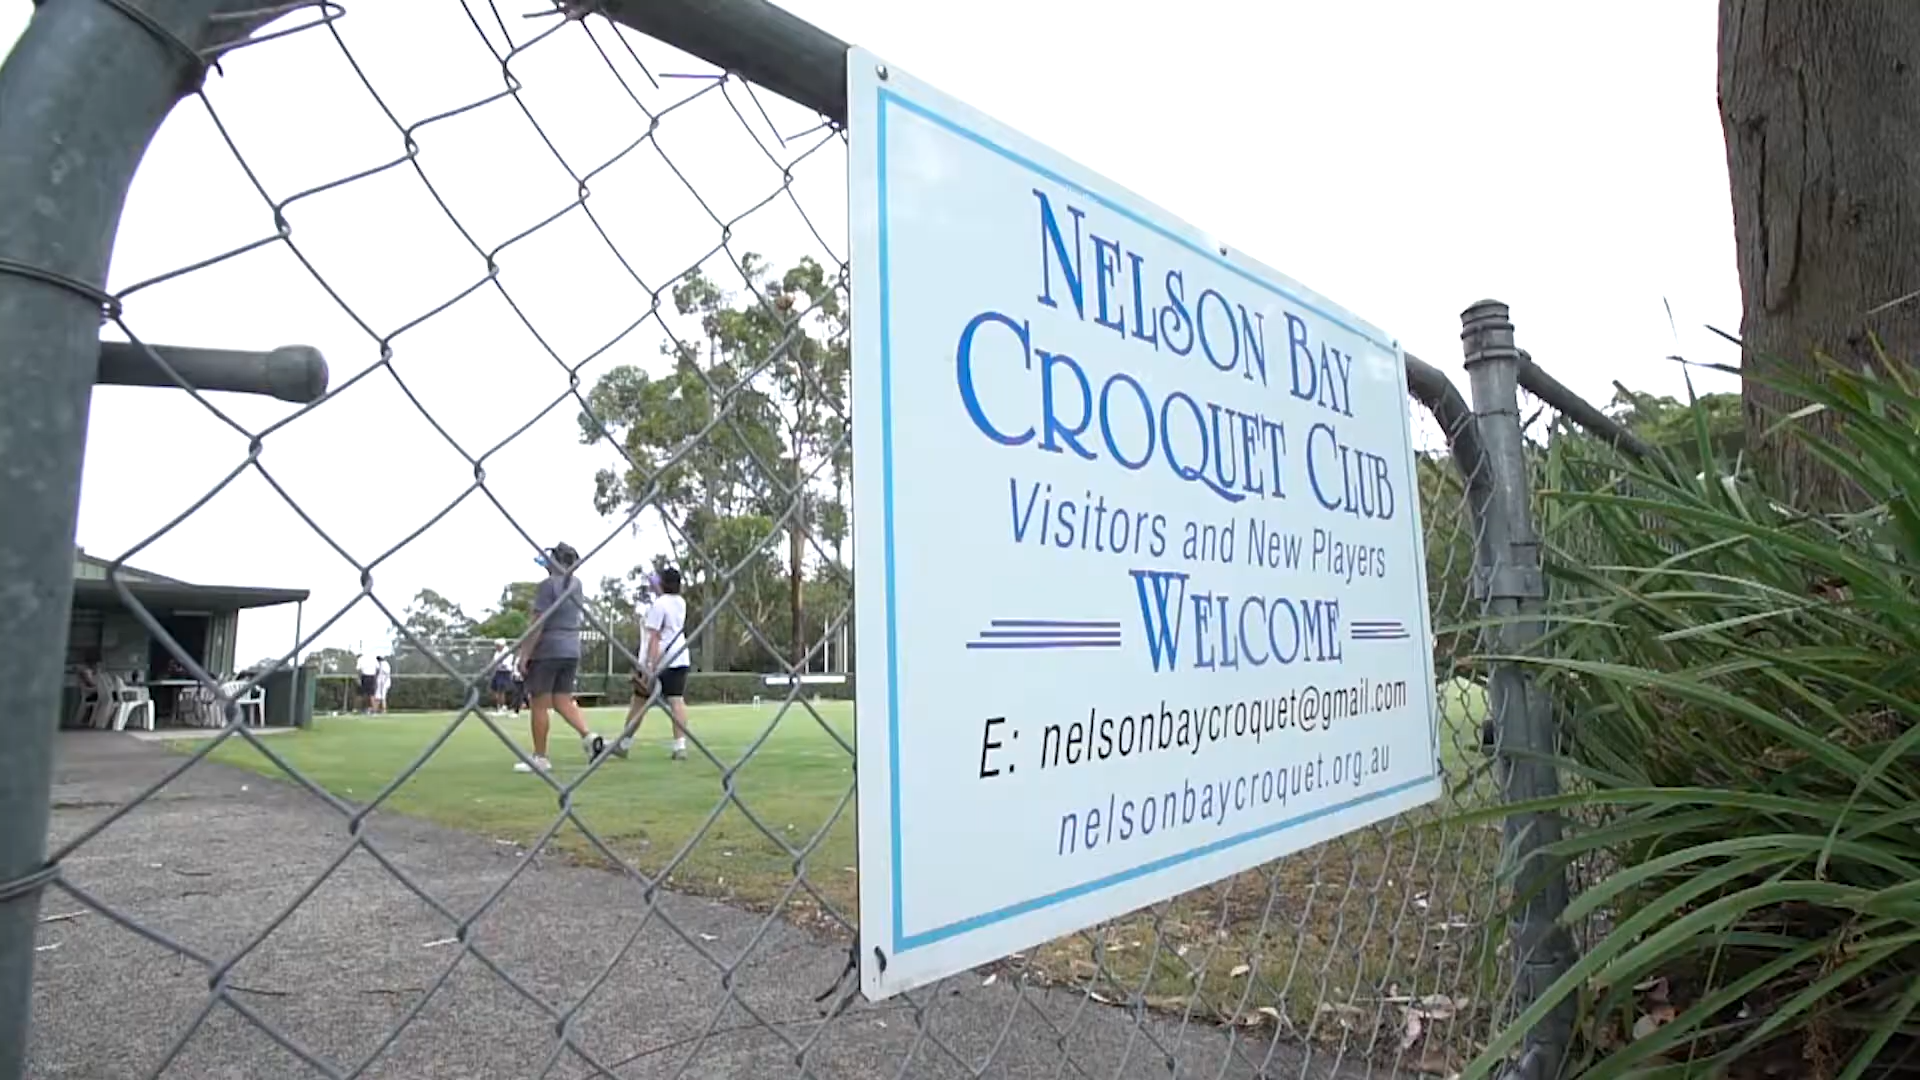 NELSON BAY
CROQUET CLUB
Visitors and New Players
WELCOME
E: nelsonbaycroquet@gmail.com
nelsonbaycroquet.org.au